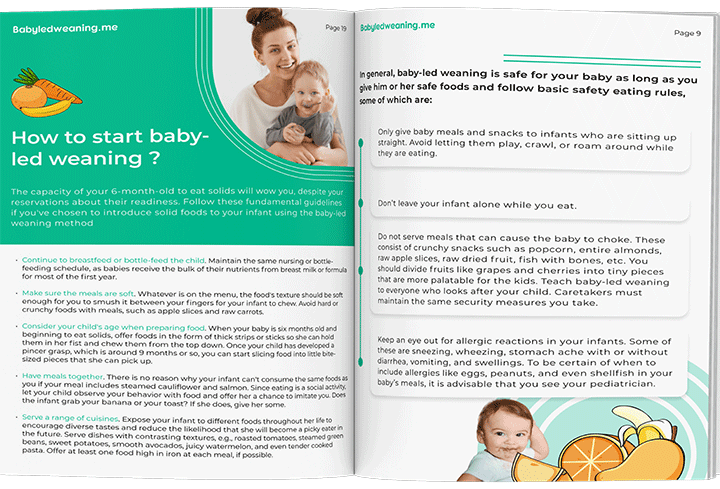 Babyledweaning.me
Page 19
How to start baby-
led weaning ?
The capacity of your 6-month-old to eat solids will wow you, despite your
reservations about their readiness. Follow these fundamental guidelines
if you've chosen to introduce solid foods to your infant using the baby-led
weaning method
• Continue to breastfeed or bottle-feed the child. Maintain the same nursing or bottle-
feeding schedule, as babies receive the bulk of their nutrients from breast milk or formula
for most of the first year.
• Make sure the meals are soft. Whatever is on the menu, the food's texture should be soft
enough for you to smush it between your fingers for your infant to chew. Avoid hard or
crunchy foods with meals, such as apple slices and raw carrots.
• Consider your child's age when preparing food. When your baby is six months old and
beginning to eat solids, offer foods in the form of thick strips or sticks so she can hold
them in her fist and chew them from the top down. Once your child has developed a
pincer grasp, which is around 9 months or so, you can start slicing food into little bite-
sized pieces that she can pick up.
• Have meals together. There is no reason why your infant can't consume the same foods as
you if your meal includes steamed cauliflower and salmon. Since eating is a social activity,
let your child observe your behavior with food and offer her a chance to imitate you. Does
the infant grab your banana or your toast? If she does, give her some.
• Serve a range of cuisines. Expose your infant to different foods throughout her life to
encourage diverse tastes and reduce the likelihood that she will become a picky eater in
the future. Serve dishes with contrasting textures, e.g., roasted tomatoes, steamed green
beans, sweet potatoes, smooth avocados, juicy watermelon, and even tender cooked
pasta. Offer at least one food high in iron at each meal, if possible.
Babyledweaning.me
Page 9
In general, baby-led weaning is safe for your baby as long as you
give him or her safe foods and follow basic safety eating rules,
some of which are:
Only give baby meals and snacks to infants who are sitting up
straight. Avoid letting them play, crawl, or roam around while
they are eating.
Don't leave your infant alone while you eat.
Do not serve meals that can cause the baby to choke. These
consist of crunchy snacks such as popcorn, entire almonds,
raw apple slices, raw dried fruit, fish with bones, etc. You
should divide fruits like grapes and cherries into tiny pieces
that are more palatable for the kids. Teach baby-led weaning
to everyone who looks after your child. Caretakers must
maintain the same security measures you take.
Keep an eye out for allergic reactions in your infants. Some of
these are sneezing, wheezing, stomach ache with or without
diarrhea, vomiting, and swellings. To be certain of when to
include allergies like eggs, peanuts, and even shellfish in your
baby's meals, it is advisable that you see your pediatrician.